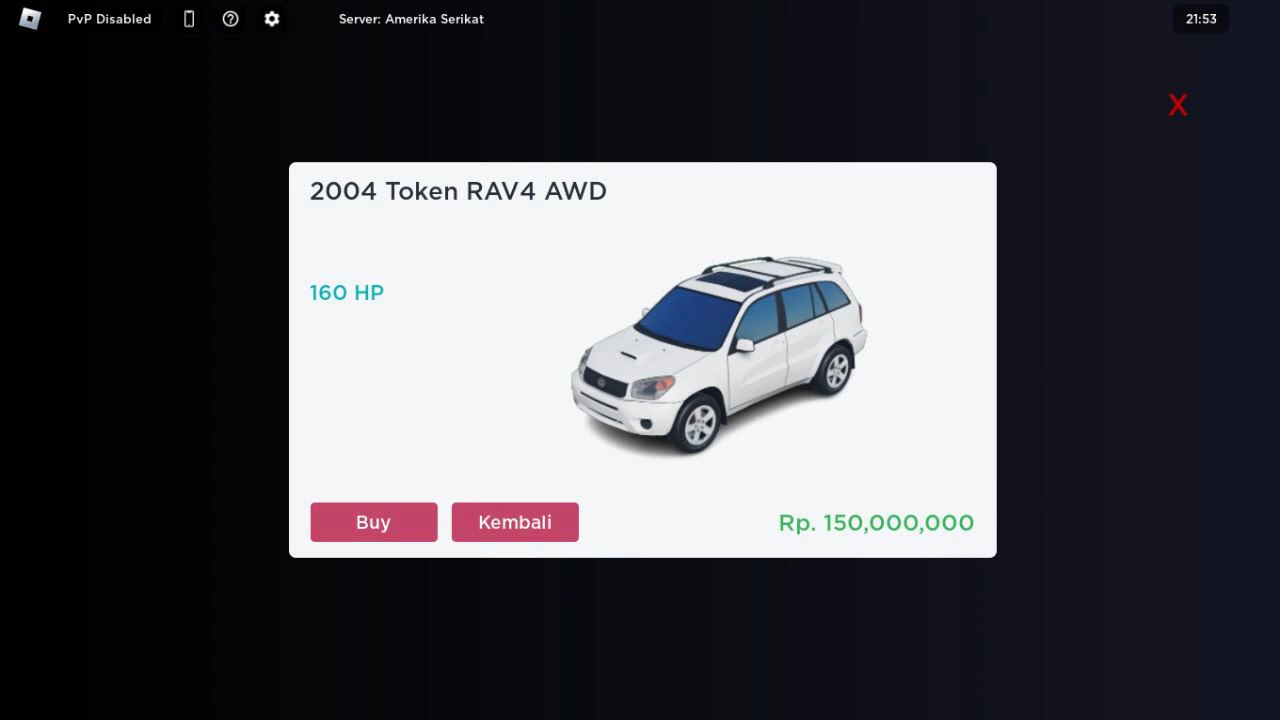 PvP Disabled
Server: Amerika Serikat
21:53
X
2004 Token RAV4 AWD
160 HP
Buy
Kembali
Rp. 150,000,000